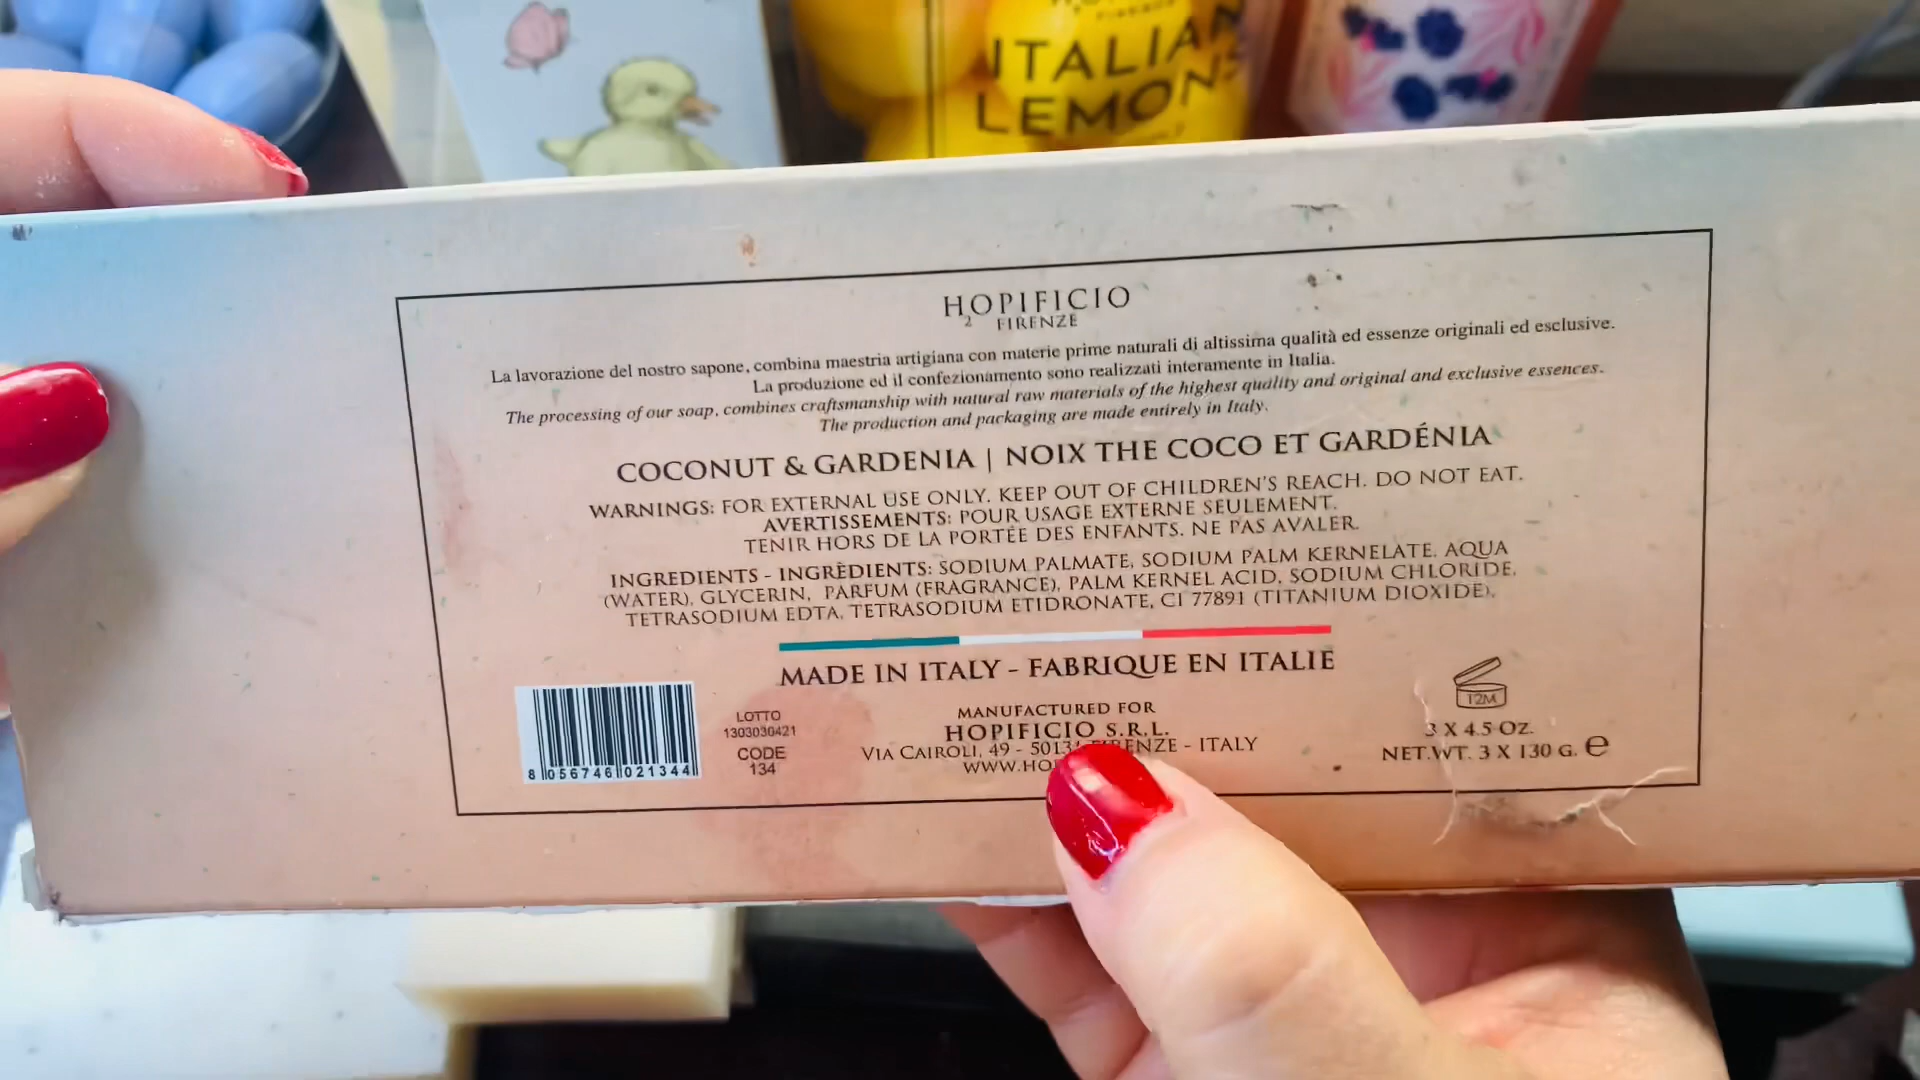 ITALIAN
LEMONS
H2OPIFICIO
FIRENZE
La lavorazione del nostro sapone, combina maestria artigiana con materie prime naturali di altissima qualità ed essenze originali ed esclusive.
La produzione ed il confezionamento sono realizzati interamente in Italia.
The processing of our soap, combines craftsmanship with natural raw materials of the highest quality and original and exclusive essences.
The production and packaging are made entirely in Italy.
COCONUT & GARDENIA | NOIX THE COCO ET GARDÉNIA
WARNINGS: FOR EXTERNAL USE ONLY. KEEP OUT OF CHILDREN'S REACH. DO NOT EAT.
AVERTISSEMENTS: POUR USAGE EXTERNE SEULEMENT.
TENIR HORS DE LA PORTÉE DES ENFANTS. NE PAS AVALER.
INGREDIENTS - INGRÈDIENTS: SODIUM PALMATE, SODIUM PALM KERNELATE, AQUA
(WATER), GLYCERIN, PARFUM (FRAGRANCE), PALM KERNEL ACID, SODIUM CHLORIDE,
TETRASODIUM EDTA, TETRASODIUM ETIDRONATE, CI 77891 (TITANIUM DIOXIDE).
MADE IN ITALY - FABRIQUE EN ITALIE
8 056746 021344
LOTTO
1303030421
CODE
134
MANUFACTURED FOR
HOPIFICIO S.R.L.
VIA CAIROLI, 49 - 5013 FIRENZE - ITALY
WWW.HO
12M
3 X 4.5 OZ.
NET.WT. 3 X 130 G. ℮